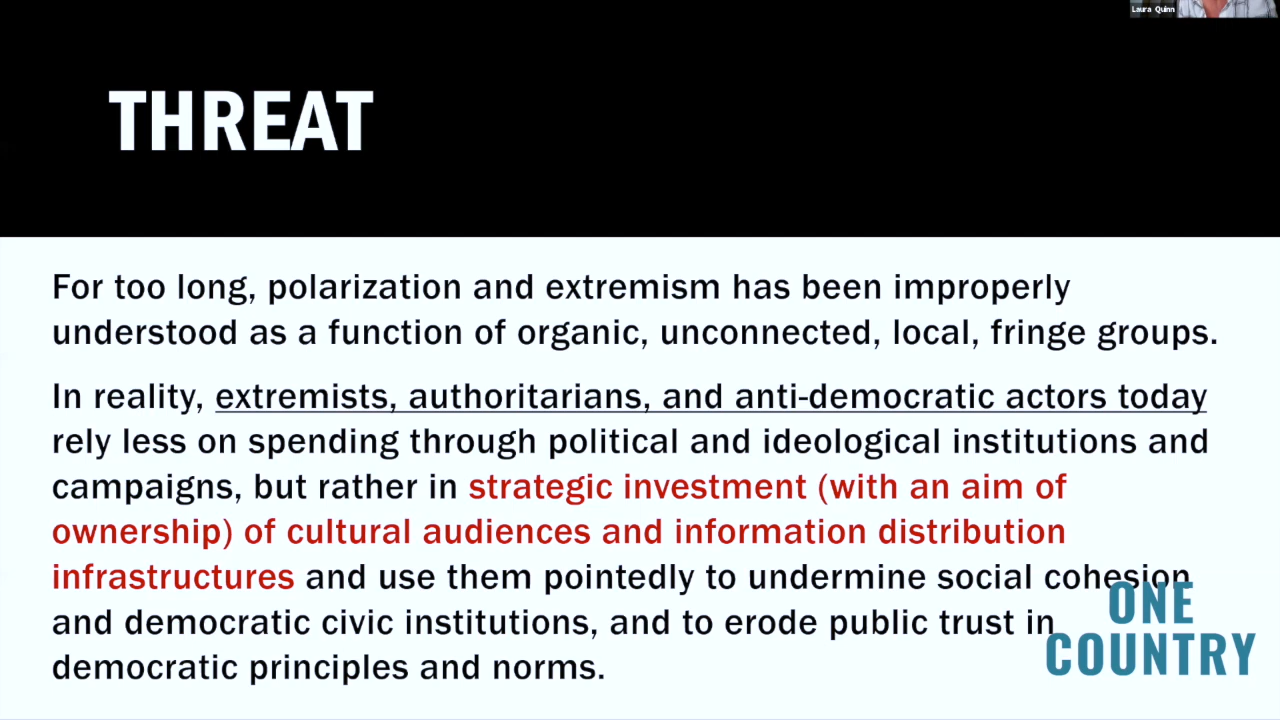 Laura Quinn
THREAT
For too long, polarization and extremism has been improperly
understood as a function of organic, unconnected, local, fringe groups.
In reality, extremists, authoritarians, and anti-democratic actors today
rely less on spending through political and ideological institutions and
campaigns, but rather in strategic investment (with an aim of
ownership) of cultural audiences and information distribution
infrastructures and use them pointedly to undermine social cohesion
and democratic civic institutions, and to erode public trust in
democratic principles and norms.
ONE
COUNTRY